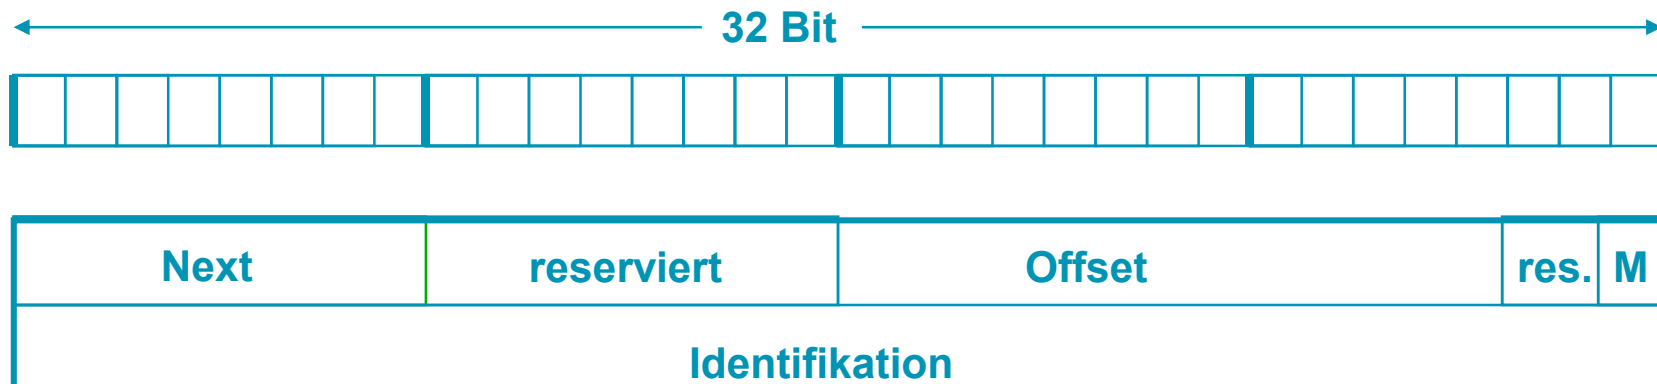 32 Bit
Next reserviert Offset res. M
Identifikation